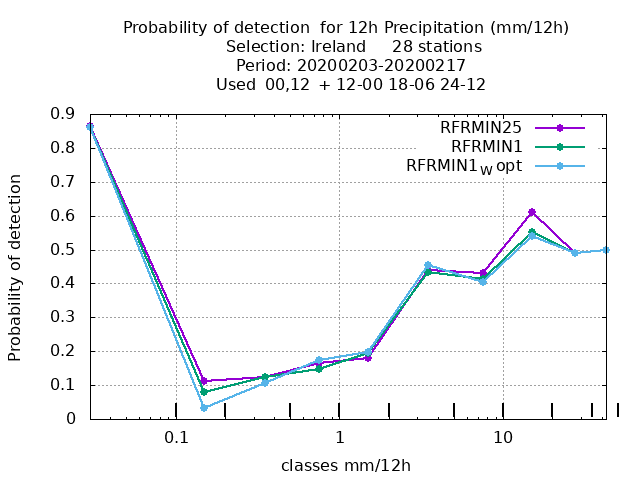 Probability of detection for 12h Precipitation (mm/12h)
Selection: Ireland 28 stations
Period: 20200203-20200217
Used 00,12 + 12-00 18-06 24-12
RFRMIN25
RFRMIN1
RFRMIN1W opt
Probability of detection
0.9
0.8
0.7
0.6
0.5
0.4
0.3
0.2
0.1
0
0.1 1 10
classes mm/12h